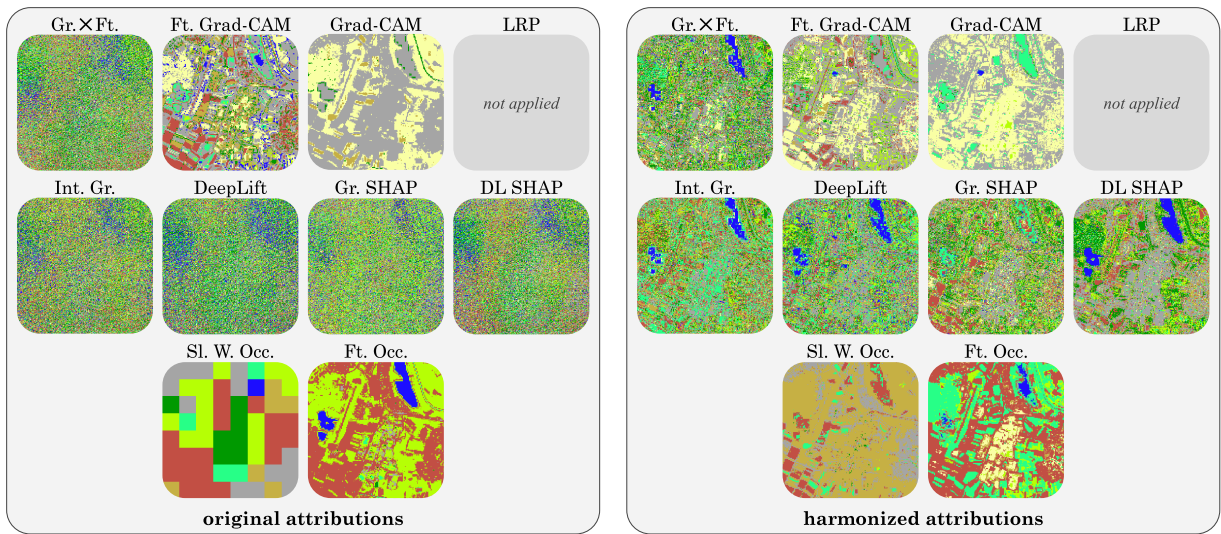 Gr.×Ft. Ft. Grad-CAM Grad-CAM LRP
not applied
Int. Gr. DeepLift Gr. SHAP DL SHAP
Sl. W. Occ. Ft. Occ.
original attributions
Gr.×Ft. Ft. Grad-CAM Grad-CAM LRP
not applied
Int. Gr. DeepLift Gr. SHAP DL SHAP
Sl. W. Occ. Ft. Occ.
harmonized attributions